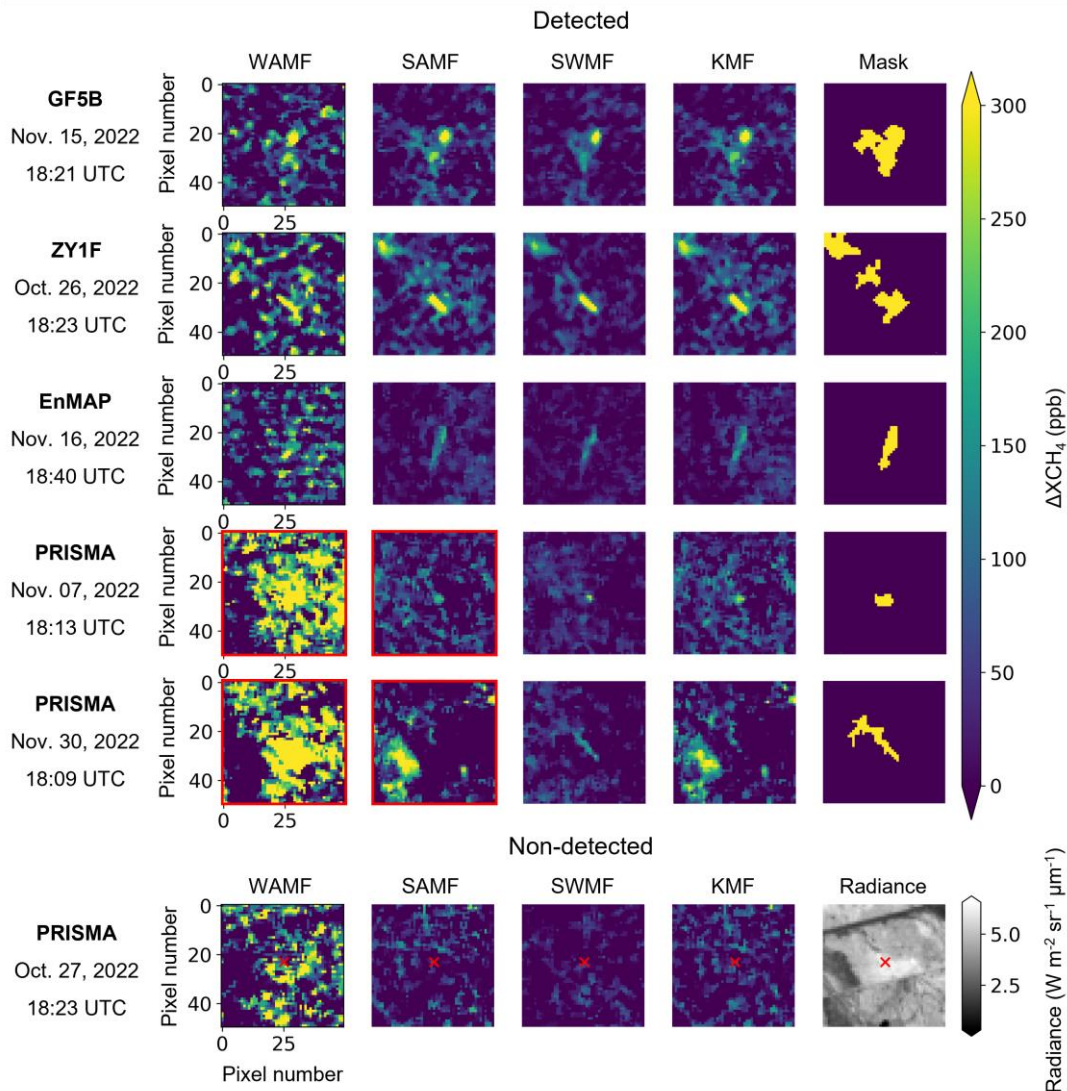 Detected
WAMF SAMF SWMF KMF Mask
GF5B
Nov. 15, 2022
18:21 UTC
Pixel number
0
20
40
0 25
ZY1F
Oct. 26, 2022
18:23 UTC
Pixel number
0
20
40
0 25
EnMAP
Nov. 16, 2022
18:40 UTC
Pixel number
0
20
40
0 25
PRISMA
Nov. 07, 2022
18:13 UTC
Pixel number
0
20
40
0 25
PRISMA
Nov. 30, 2022
18:09 UTC
Pixel number
0
20
40
0 25
300
250
200
150
100
50
0
ΔXCH₄ (ppb)
Non-detected
WAMF SAMF SWMF KMF Radiance
PRISMA
Oct. 27, 2022
18:23 UTC
Pixel number
0
20
40
0 25
Pixel number
5.0
2.5
Radiance (W m⁻² sr⁻¹ μm⁻¹)